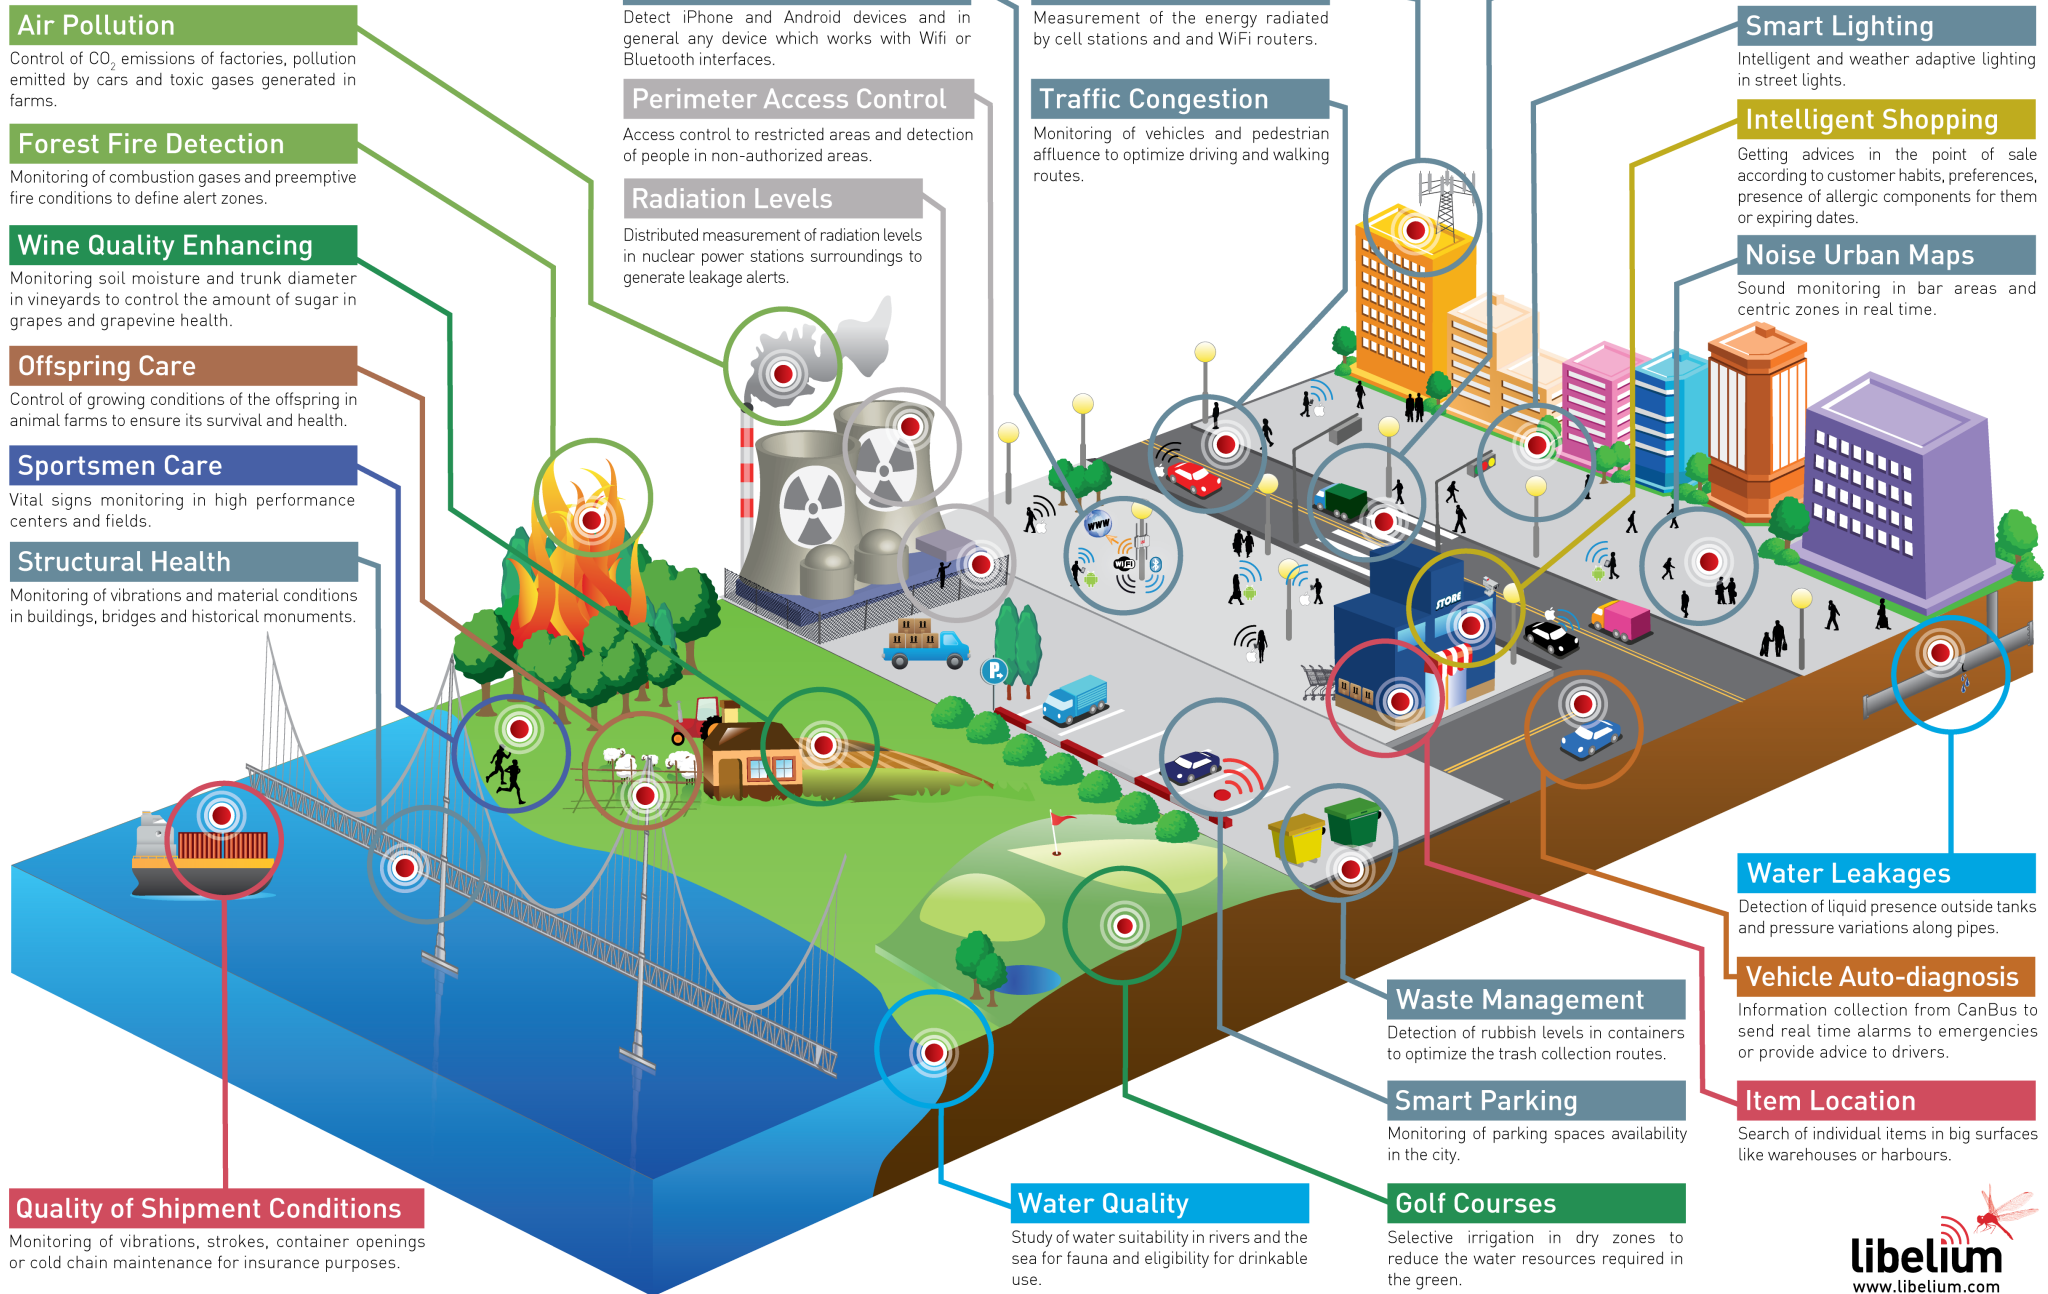 Air Pollution
Control of CO2 emissions of factories, pollution
emitted by cars and toxic gases generated in
farms.
Forest Fire Detection
Monitoring of combustion gases and preemptive
fire conditions to define alert zones.
Wine Quality Enhancing
Monitoring soil moisture and trunk diameter
in vineyards to control the amount of sugar in
grapes and grapevine health.
Offspring Care
Control of growing conditions of the offspring in
animal farms to ensure its survival and health.
Sportsmen Care
Vital signs monitoring in high performance
centers and fields.
Structural Health
Monitoring of vibrations and material conditions
in buildings, bridges and historical monuments.
Quality of Shipment Conditions
Monitoring of vibrations, strokes, container openings
or cold chain maintenance for insurance purposes.
Detect iPhone and Android devices and in
general any device which works with Wifi or
Bluetooth interfaces.
Perimeter Access Control
Access control to restricted areas and detection
of people in non-authorized areas.
Radiation Levels
Distributed measurement of radiation levels
in nuclear power stations surroundings to
generate leakage alerts.
Measurement of the energy radiated
by cell stations and and WiFi routers.
Traffic Congestion
Monitoring of vehicles and pedestrian
affluence to optimize driving and walking
routes.
Smart Lighting
Intelligent and weather adaptive lighting
in street lights.
Intelligent Shopping
Getting advices in the point of sale
according to customer habits, preferences,
presence of allergic components for them
or expiring dates.
Noise Urban Maps
Sound monitoring in bar areas and
centric zones in real time.
www
WiFi
STORE
P
Water Leakages
Detection of liquid presence outside tanks
and pressure variations along pipes.
Vehicle Auto-diagnosis
Information collection from CanBus to
send real time alarms to emergencies
or provide advice to drivers.
Item Location
Search of individual items in big surfaces
like warehouses or harbours.
Waste Management
Detection of rubbish levels in containers
to optimize the trash collection routes.
Smart Parking
Monitoring of parking spaces availability
in the city.
Golf Courses
Selective irrigation in dry zones to
reduce the water resources required in
the green.
Water Quality
Study of water suitability in rivers and the
sea for fauna and eligibility for drinkable
use.
libelium
www.libelium.com